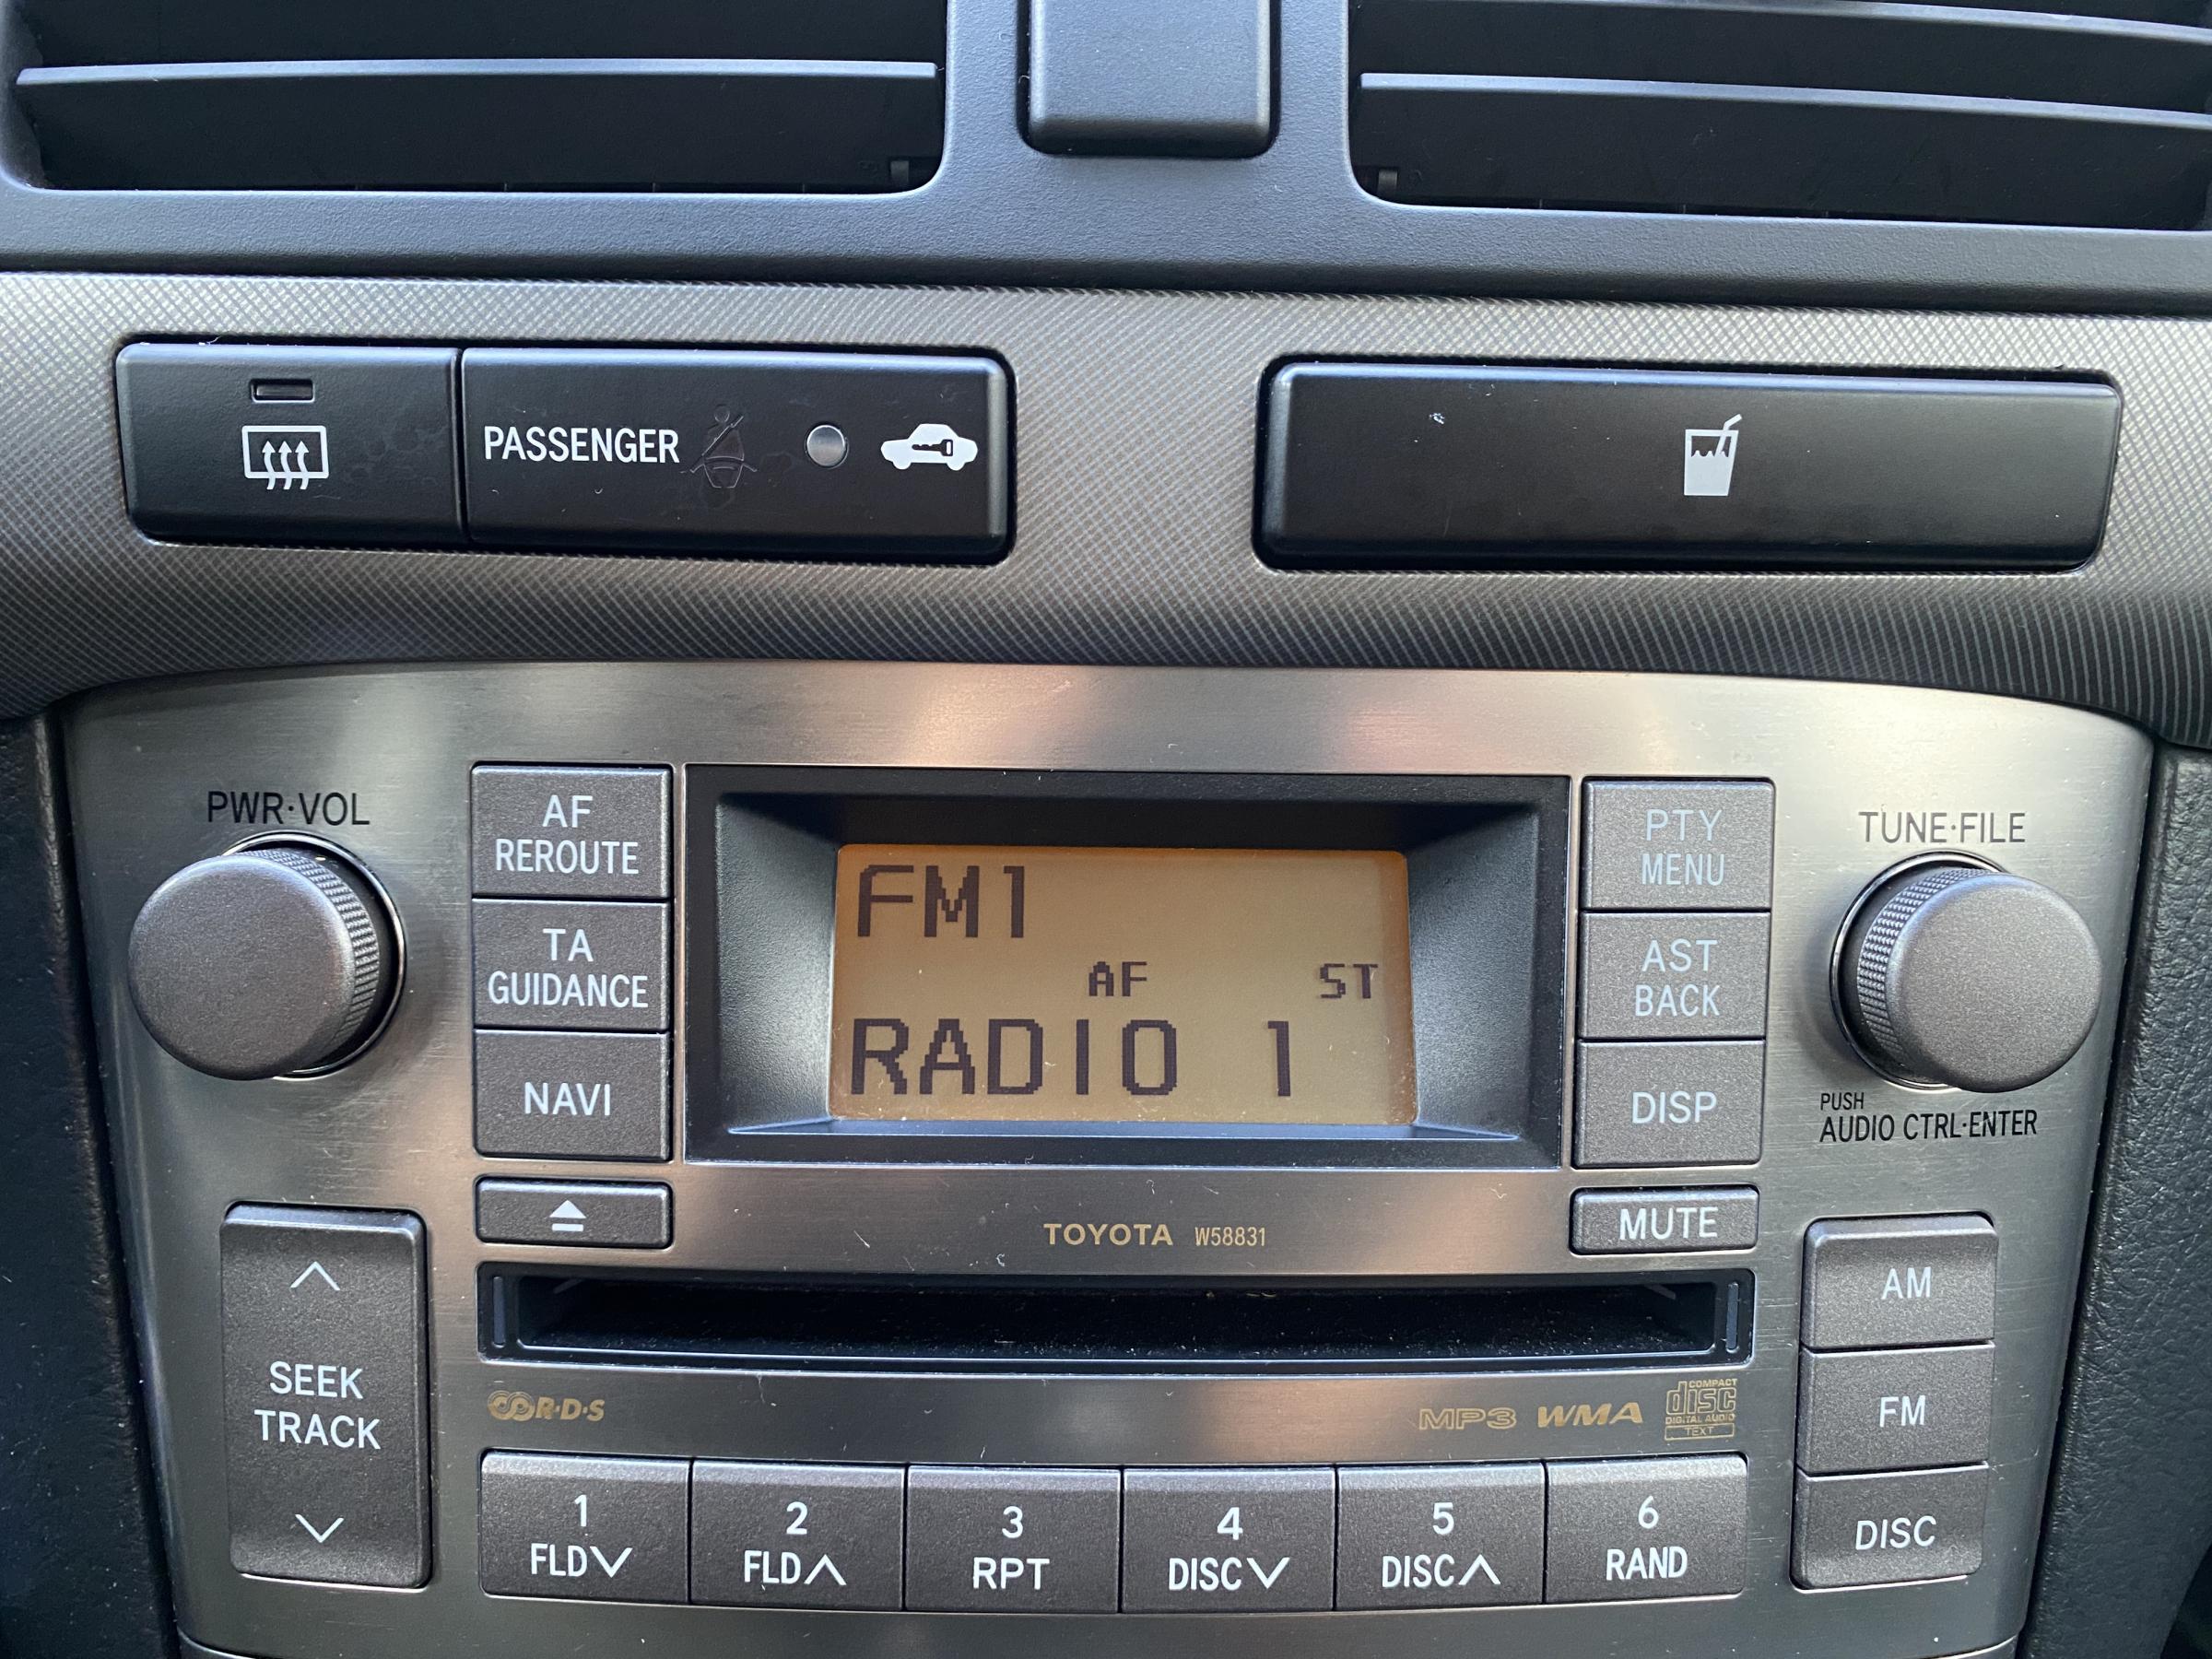 PASSENGER
PWR·VOL
AF
REROUTE
TA
GUIDANCE
NAVI
FM1
AF ST
RADIO 1
PTY
MENU
AST
BACK
DISP
TUNE·FILE
PUSH
AUDIO CTRL·ENTER
TOYOTA W58831
MUTE
SEEK
TRACK
R·D·S
MP3 WMA
COMPACT
disc
DIGITAL AUDIO
TEXT
AM
FM
DISC
1
FLD
2
FLD
3
RPT
4
DISC
5
DISC
6
RAND